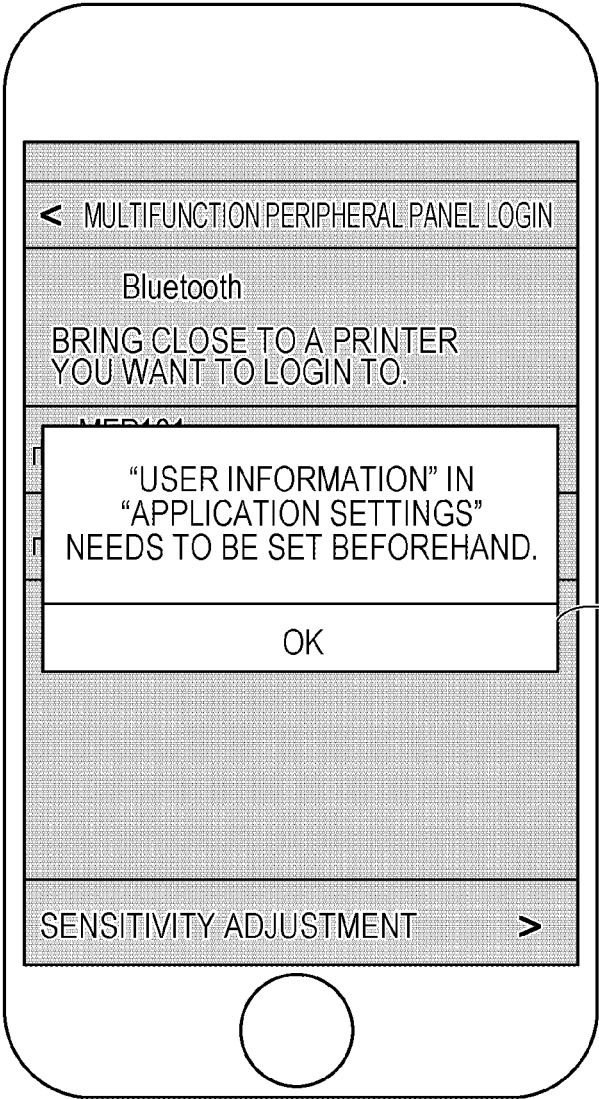 < MULTIFUNCTION PERIPHERAL PANEL LOGIN
Bluetooth
BRING CLOSE TO A PRINTER
YOU WANT TO LOGIN TO.
“USER INFORMATION” IN
“APPLICATION SETTINGS”
NEEDS TO BE SET BEFOREHAND.
OK
SENSITIVITY ADJUSTMENT >